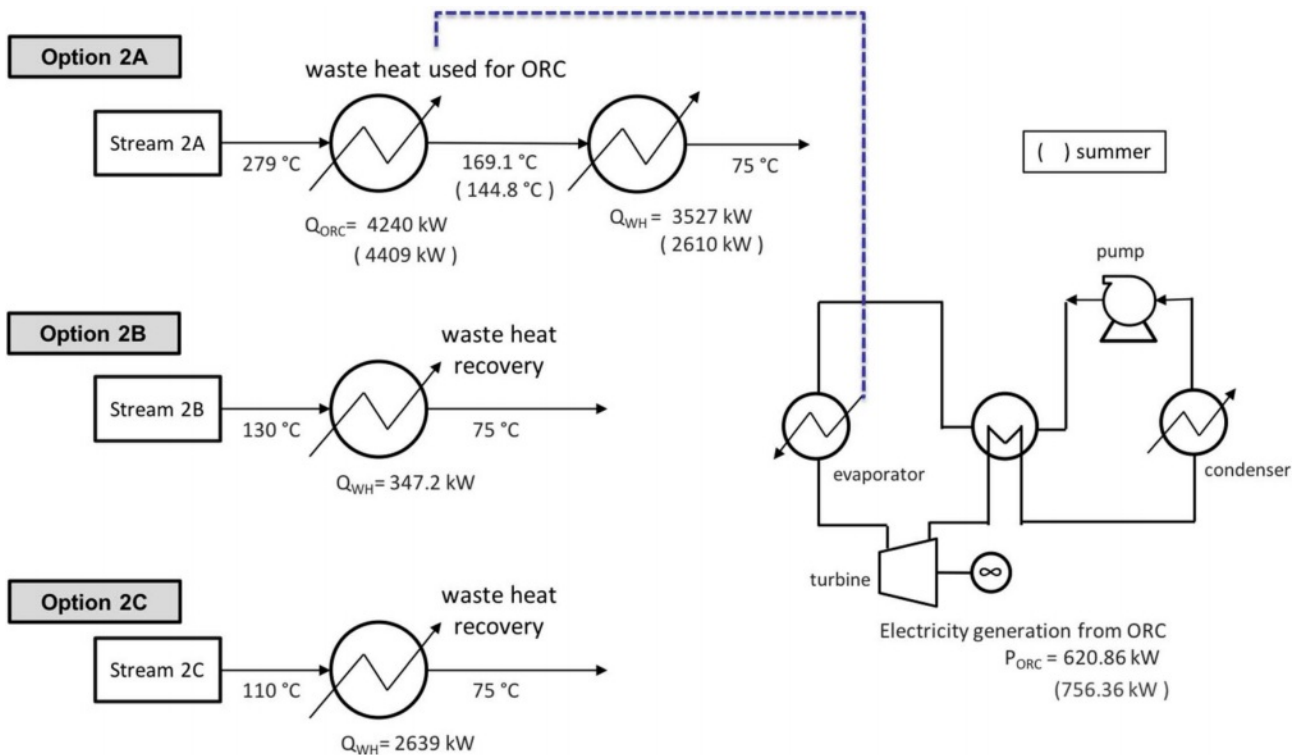 Option 2A
waste heat used for ORC
Stream 2A
279 °C
169.1 °C
( 144.8 °C )
75 °C
Q_ORC= 4240 kW
( 4409 kW )
Q_WH = 3527 kW
( 2610 kW )
( ) summer
Option 2B
waste heat
recovery
Stream 2B
130 °C
75 °C
Q_WH= 347.2 kW
pump
evaporator
condenser
turbine
∞
Electricity generation from ORC
P_ORC = 620.86 kW
(756.36 kW )
Option 2C
waste heat
recovery
Stream 2C
110 °C
75 °C
Q_WH= 2639 kW